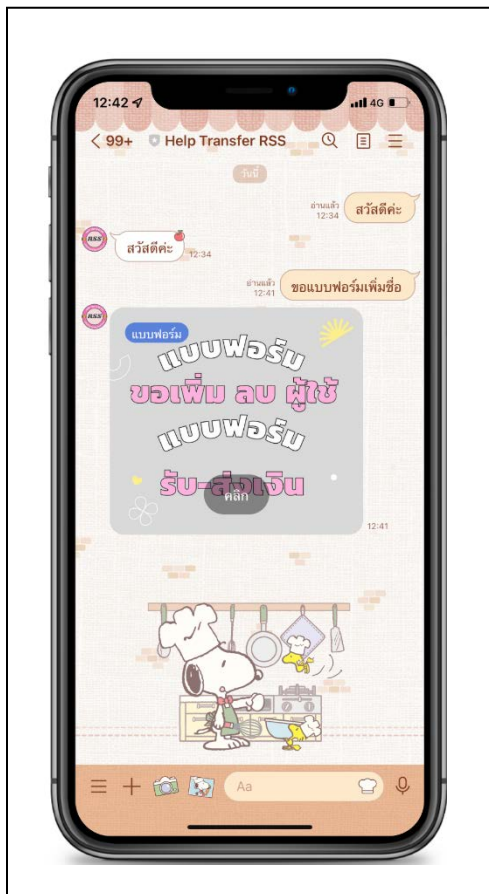 12:42
4G
99+ Help Transfer RSS
วันนี้
อ่านแล้ว
12:34
สวัสดีค่ะ
RSS
สวัสดีค่ะ
12:34
อ่านแล้ว
12:41
ขอแบบฟอร์มเพิ่มชื่อ
RSS
แบบฟอร์ม
แบบฟอร์ม
ขอเพิ่ม ลบ ผู้ใช้
แบบฟอร์ม
รับ-ส่งเงิน
คลิก
12:41
Aa